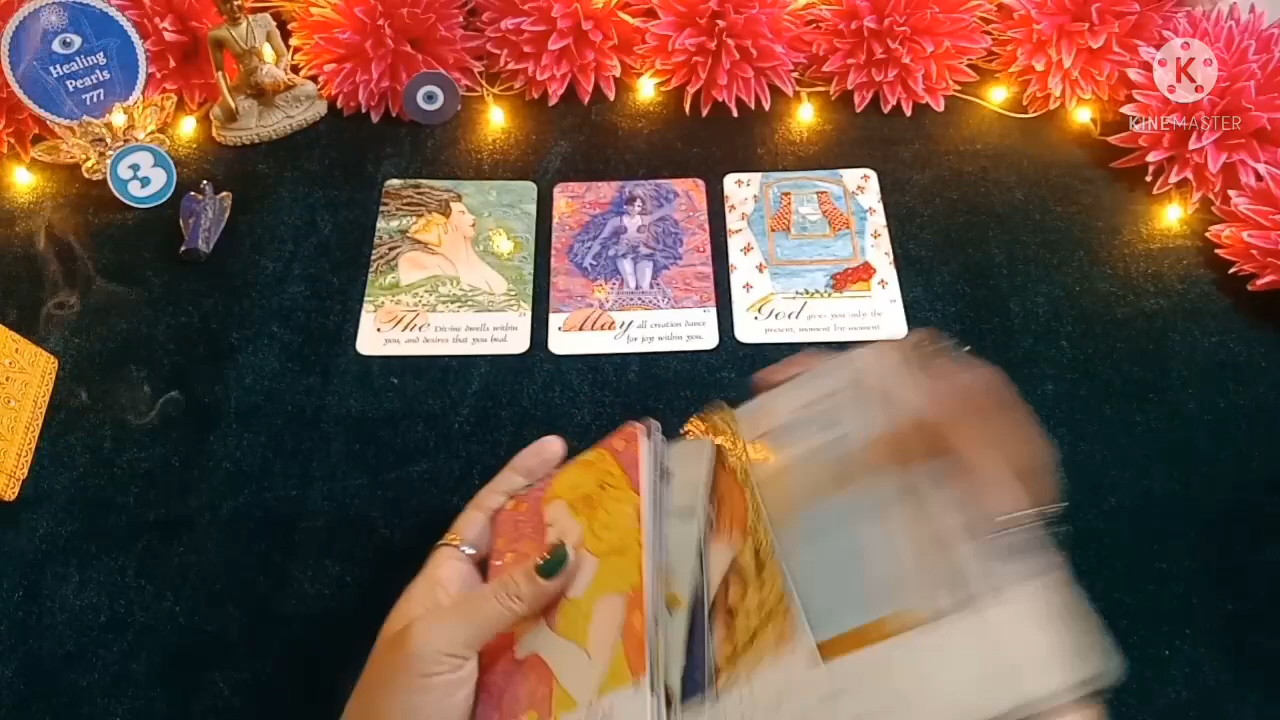 Healing
Pearls
777
3
K
KINEMASTER
The Divine dwells within
you, and desires that you heal.
24
May all creation dance
for joy within you.
God gives you only the
present, moment by moment.